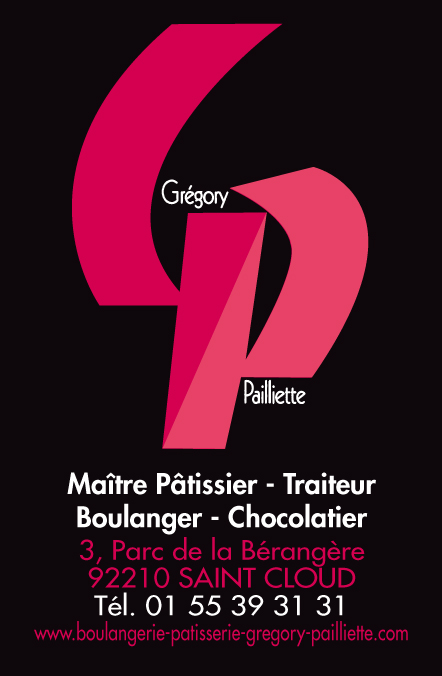 Grégory
Pailliette
Maître Pâtissier - Traiteur
Boulanger - Chocolatier
3, Parc de la Bérangère
92210 SAINT CLOUD
Tél. 01 55 39 31 31
www.boulangerie-patisserie-gregory-pailliette.com